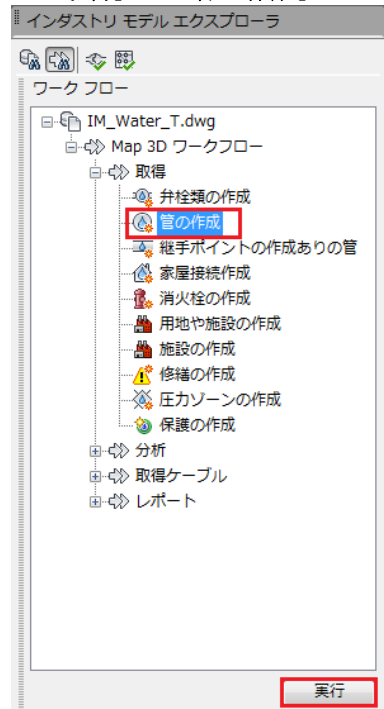 インダストリ モデル エクスプローラ
ワーク フロー
IM_Water_T.dwg
Map 3D ワークフロー
取得
弁栓類の作成
管の作成
継手ポイントの作成ありの管
家屋接続作成
消火栓の作成
用地や施設の作成
施設の作成
修繕の作成
圧力ゾーンの作成
保護の作成
分析
取得ケーブル
レポート
実行